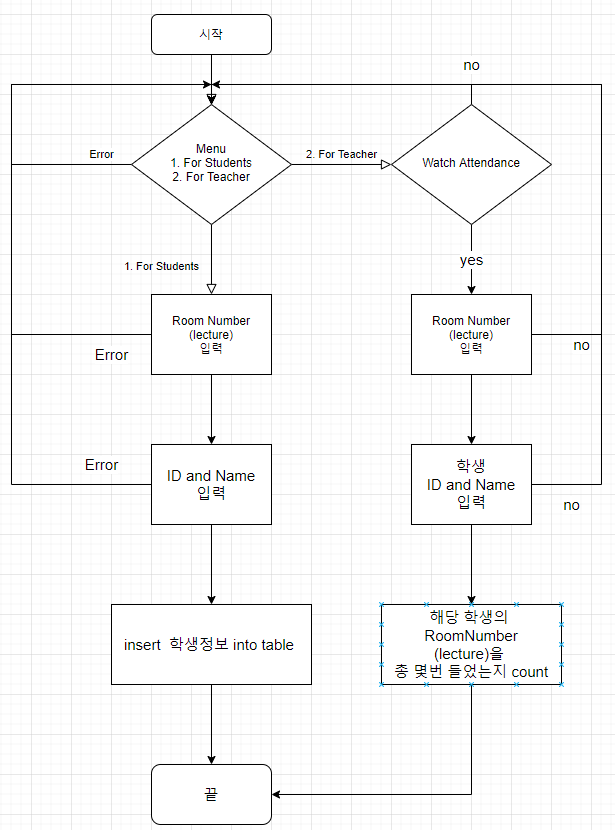 시작
no
Error
Menu
1. For Students
2. For Teacher
2. For Teacher
Watch Attendance
1. For Students
yes
Room Number
(lecture)
입력
Room Number
(lecture)
입력
Error
no
Error
ID and Name
입력
학생
ID and Name
입력
no
insert 학생정보 into table
해당 학생의
RoomNumber
(lecture)을
총 몇번 들었는지 count
끝